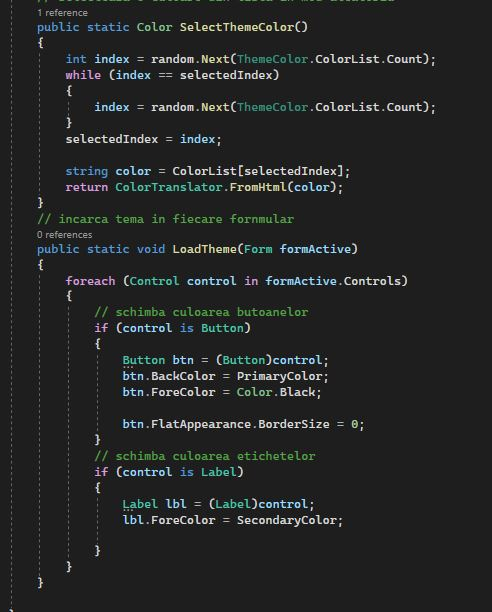 1 reference
public static Color SelectThemeColor()
{
int index = random.Next(ThemeColor.ColorList.Count);
while (index == selectedIndex)
{
index = random.Next(ThemeColor.ColorList.Count);
}
selectedIndex = index;
string color = ColorList[selectedIndex];
return ColorTranslator.FromHtml(color);
}
// incarca tema in fiecare fornmular
0 references
public static void LoadTheme(Form formActive)
{
foreach (Control control in formActive.Controls)
{
// schimba culoarea butoanelor
if (control is Button)
{
Button btn = (Button)control;
btn.BackColor = PrimaryColor;
btn.ForeColor = Color.Black;
btn.FlatAppearance.BorderSize = 0;
}
// schimba culoarea etichetelor
if (control is Label)
{
Label lbl = (Label)control;
lbl.ForeColor = SecondaryColor;
}
}
}